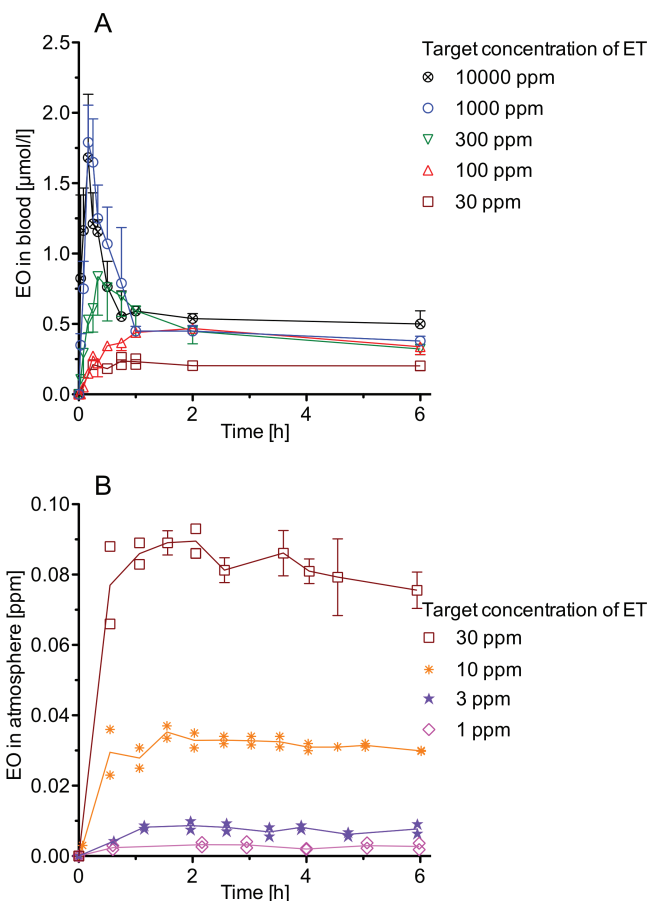 A
EO in blood [µmol/l]
2.5
2.0
1.5
1.0
0.5
0.0
0
2
4
6
Time [h]
Target concentration of ET
10000 ppm
1000 ppm
300 ppm
100 ppm
30 ppm
B
EO in atmosphere [ppm]
0.10
0.08
0.06
0.04
0.02
0.00
0
2
4
6
Time [h]
Target concentration of ET
30 ppm
10 ppm
3 ppm
1 ppm